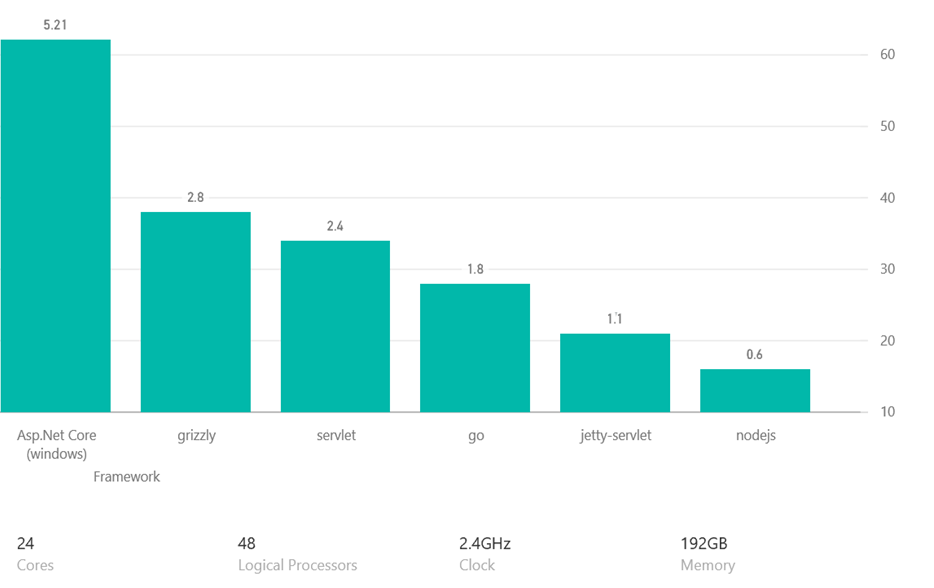 5.21
60
50
2.8
40
2.4
1.8
30
1.1
20
0.6
10
Asp.Net Core grizzly servlet go jetty-servlet nodejs
(windows)
Framework
24 48 2.4GHz 192GB
Cores Logical Processors Clock Memory